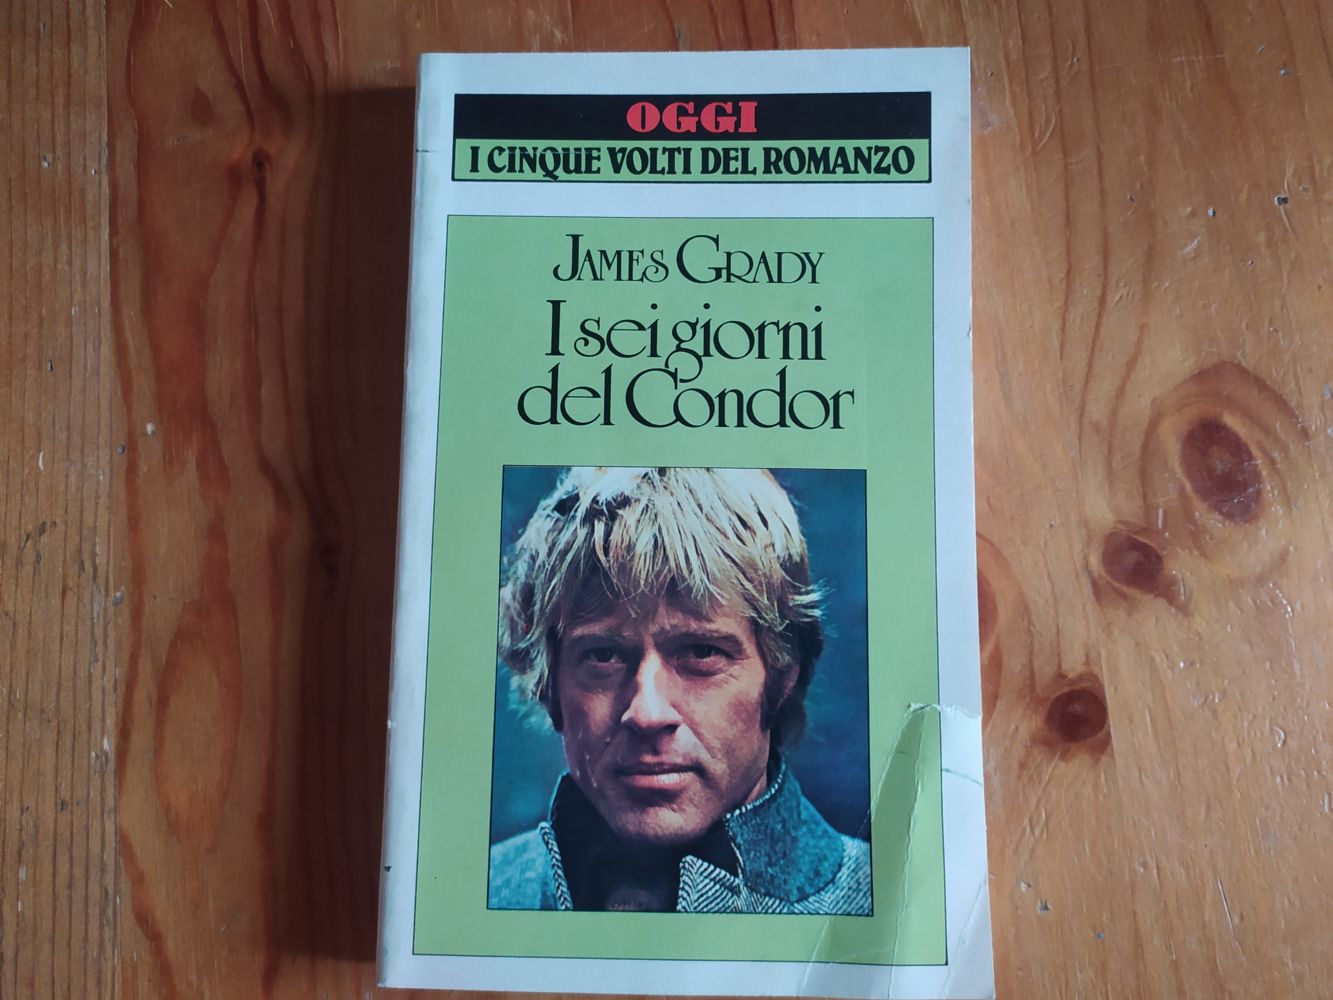 OGGI
I CINQUE VOLTI DEL ROMANZO
JAMES GRADY
I sei giorni
del Condor